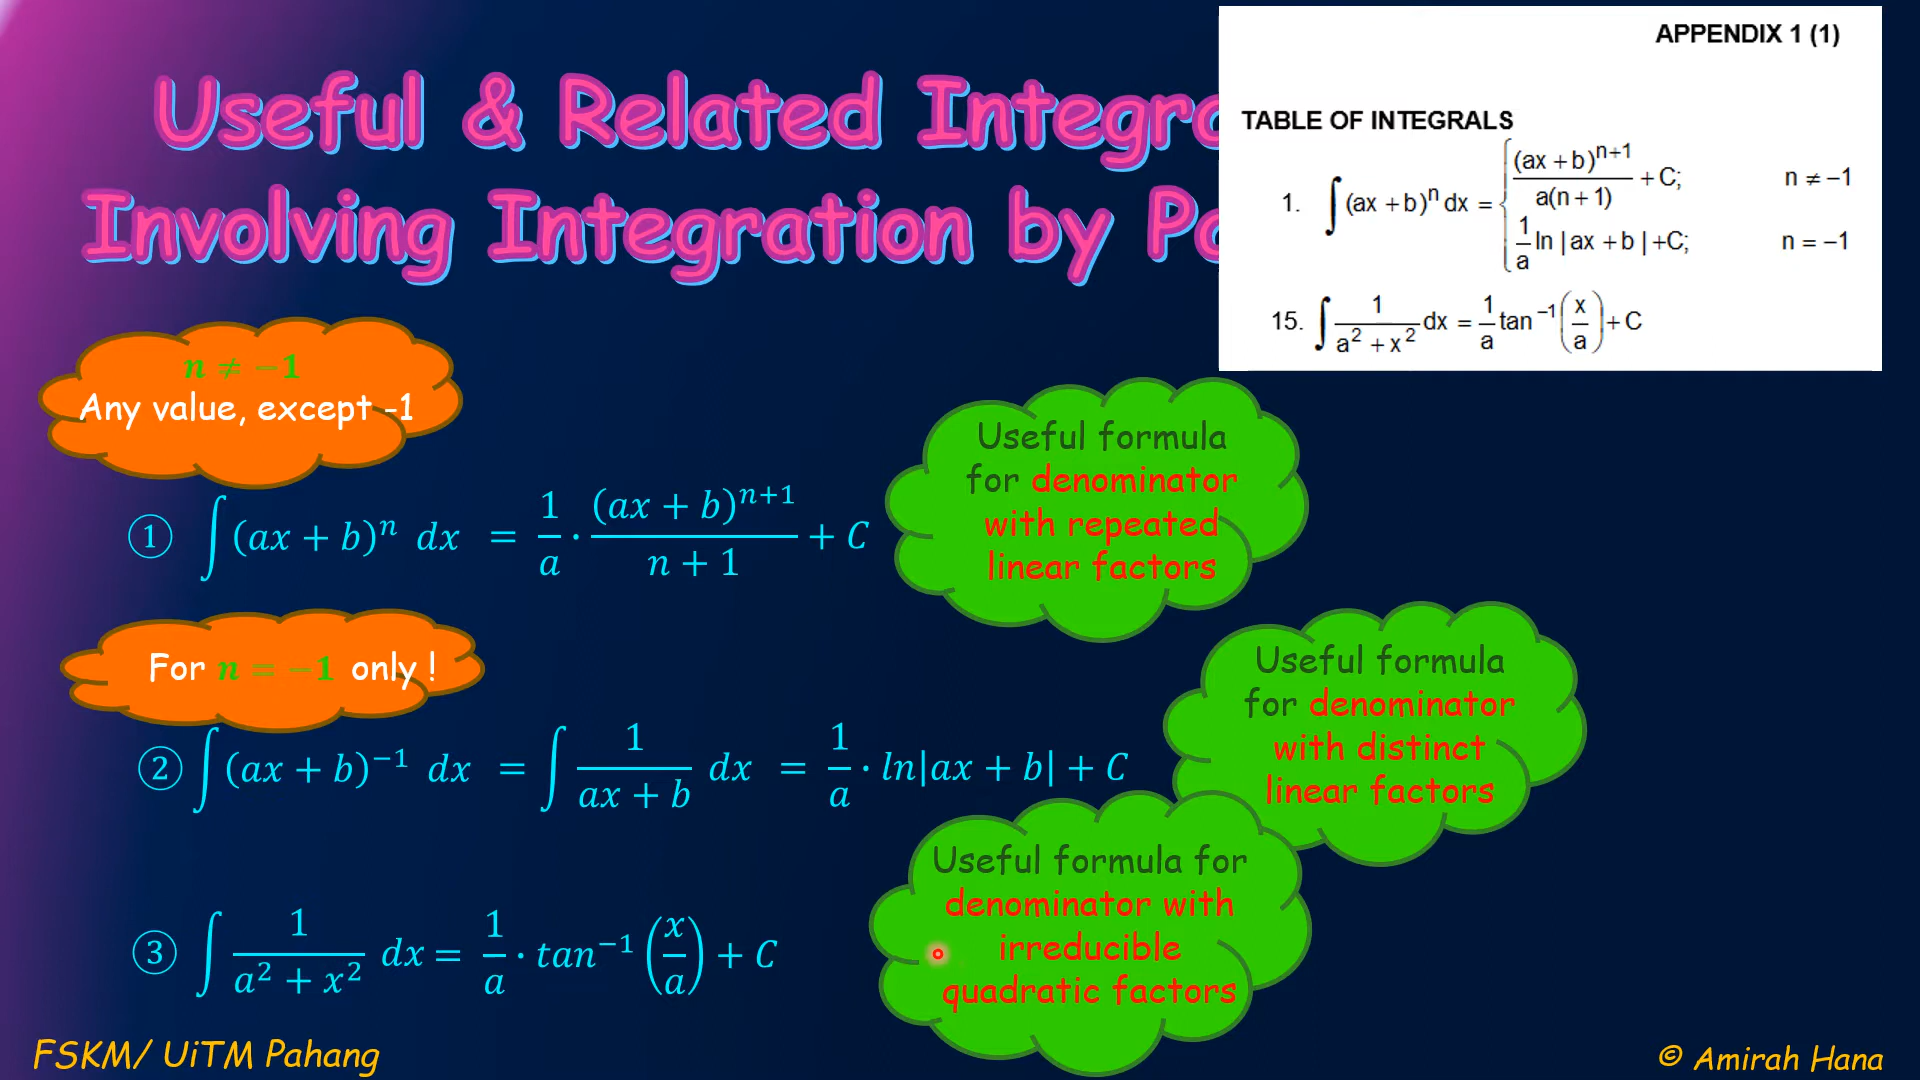 Useful & Related Integra
Involving Integration by Pa
APPENDIX 1 (1)
TABLE OF INTEGRALS
1. ∫ (ax + b)^n dx = { (ax + b)^{n+1} / a(n + 1) + C; n ≠ −1
1/a ln | ax + b | +C; n = −1
15. ∫ 1/(a² + x²) dx = 1/a tan⁻¹(x/a) + C
n ≠ −1
Any value, except -1
① ∫ (ax + b)^n dx = 1/a · (ax + b)^{n+1}/(n + 1) + C
Useful formula
for denominator
with repeated
linear factors
For n = −1 only !
② ∫ (ax + b)⁻¹ dx = ∫ 1/(ax + b) dx = 1/a · ln|ax + b| + C
Useful formula
for denominator
with distinct
linear factors
③ ∫ 1/(a² + x²) dx = 1/a · tan⁻¹(x/a) + C
Useful formula for
denominator with
irreducible
quadratic factors
FSKM/ UiTM Pahang
© Amirah Hana